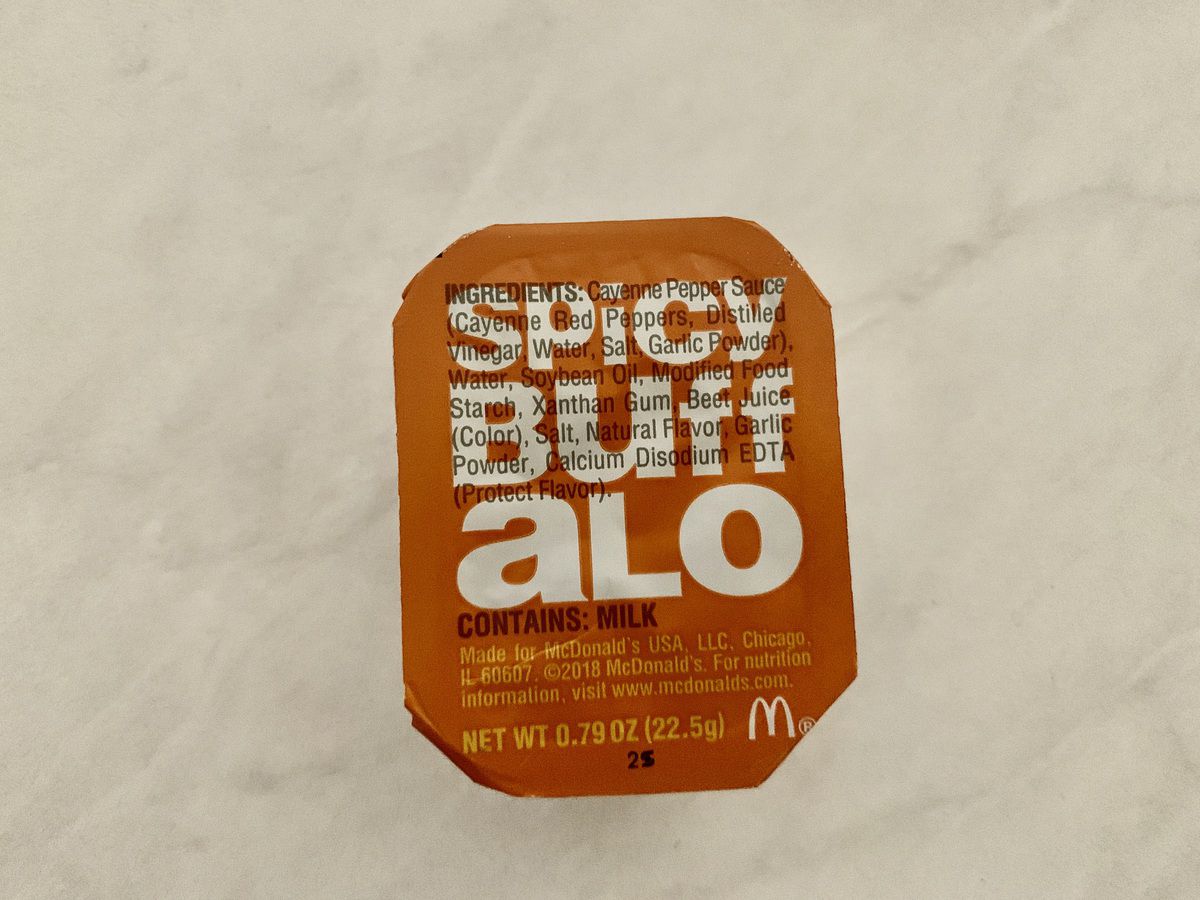 INGREDIENTS: Cayenne Pepper Sauce
(Cayenne Red Peppers, Distilled
Vinegar, Water, Salt, Garlic Powder),
Water, Soybean Oil, Modified Food
Starch, Xanthan Gum, Beet Juice
(Color), Salt, Natural Flavor, Garlic
Powder, Calcium Disodium EDTA
(Protect Flavor).
spicy
BUff
aLO
CONTAINS: MILK
Made for McDonald's USA, LLC, Chicago,
IL 60607. ©2018 McDonald's. For nutrition
information, visit www.mcdonalds.com.
NET WT 0.79 OZ (22.5g)
M®
25